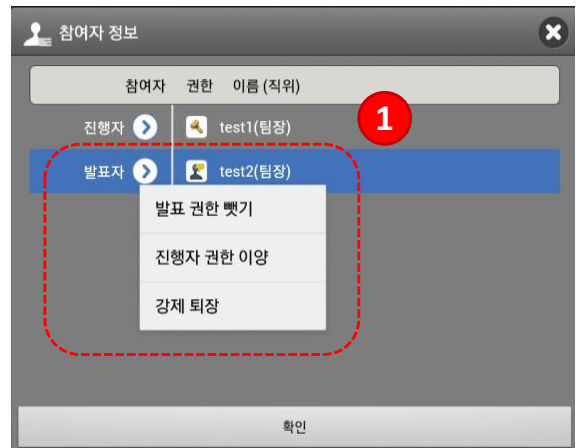 참여자 정보
참여자 권한 이름 (직위)
진행자 test1(팀장)
1
발표자 test2(팀장)
발표 권한 뺏기
진행자 권한 이양
강제 퇴장
확인